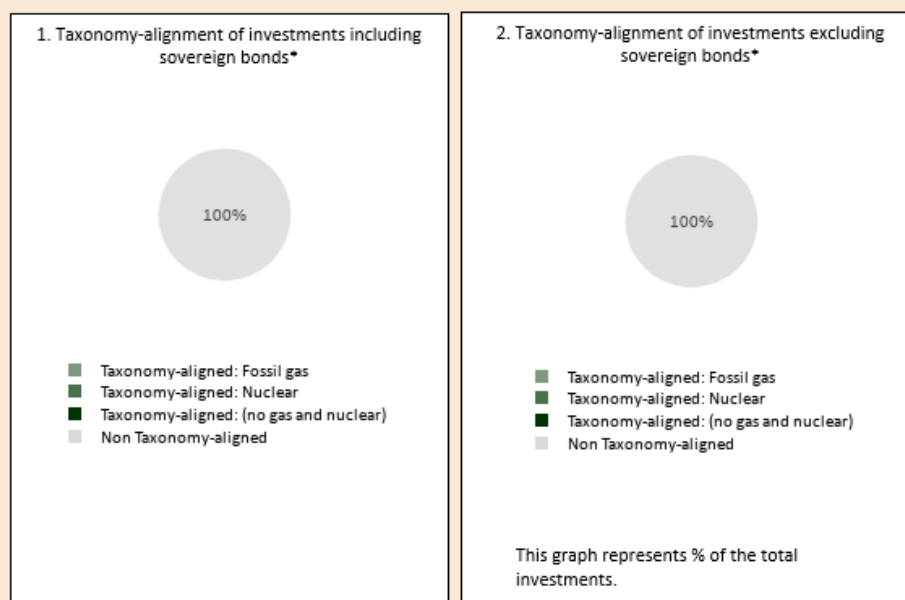 1. Taxonomy-alignment of investments including
sovereign bonds*
100%
Taxonomy-aligned: Fossil gas
Taxonomy-aligned: Nuclear
Taxonomy-aligned: (no gas and nuclear)
Non Taxonomy-aligned
2. Taxonomy-alignment of investments excluding
sovereign bonds*
100%
Taxonomy-aligned: Fossil gas
Taxonomy-aligned: Nuclear
Taxonomy-aligned: (no gas and nuclear)
Non Taxonomy-aligned
This graph represents % of the total
investments.